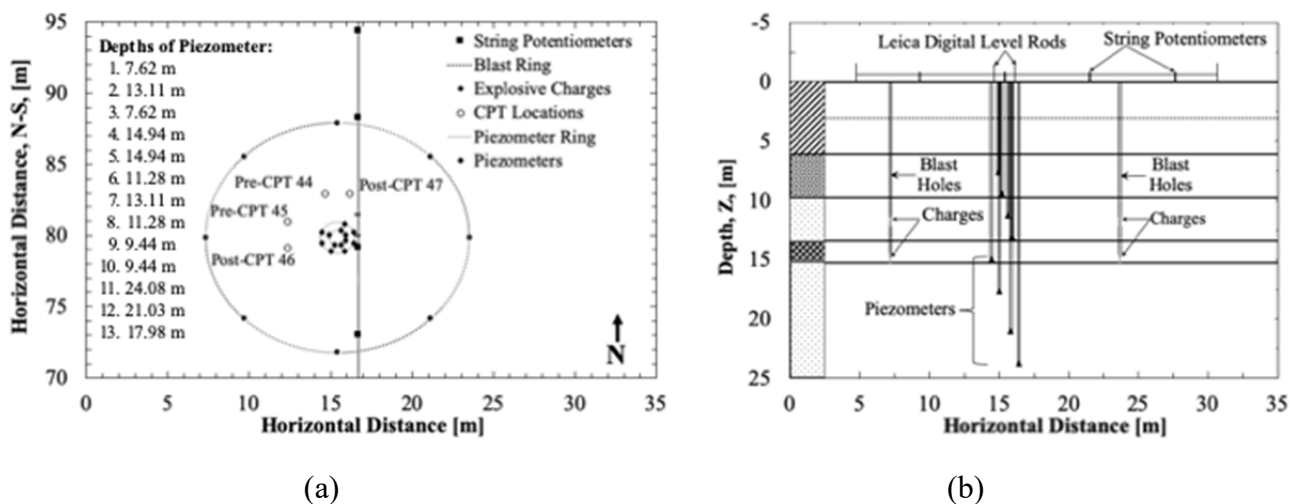 95
90
85
80
75
70
Horizontal Distance, N-S, [m]
0
5
10
15
20
25
30
35
Horizontal Distance [m]
Depths of Piezometer:
1. 7.62 m
2. 13.11 m
3. 7.62 m
4. 14.94 m
5. 14.94 m
6. 11.28 m
7. 13.11 m
8. 11.28 m
9. 9.44 m
10. 9.44 m
11. 24.08 m
12. 21.03 m
13. 17.98 m
String Potentiometers
Blast Ring
Explosive Charges
CPT Locations
Piezometer Ring
Piezometers
Pre-CPT 44
Post-CPT 47
Pre-CPT 45
Post-CPT 46
N
(a)
-5
0
5
10
15
20
25
Depth, Z, [m]
Leica Digital Level Rods
String Potentiometers
Blast
Holes
Charges
Blast
Holes
Charges
Piezometers
0
5
10
15
20
25
30
35
Horizontal Distance [m]
(b)